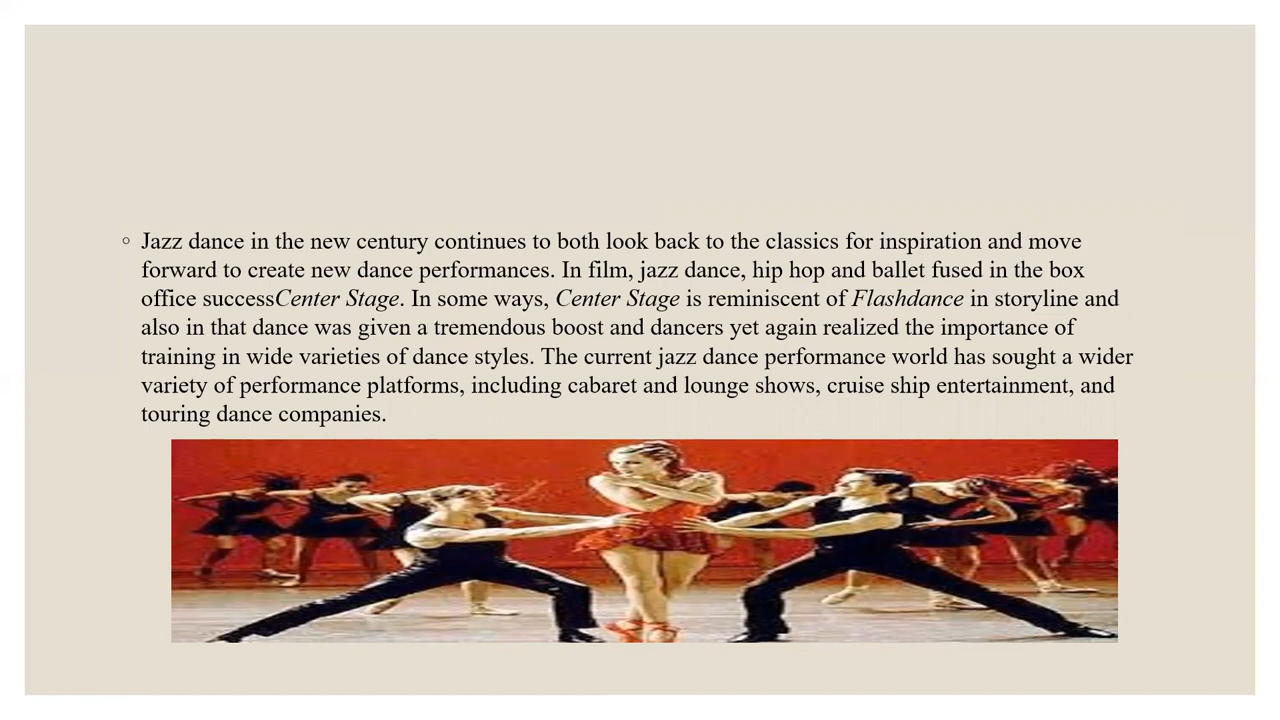 ◦ Jazz dance in the new century continues to both look back to the classics for inspiration and move
forward to create new dance performances. In film, jazz dance, hip hop and ballet fused in the box
office successCenter Stage. In some ways, Center Stage is reminiscent of Flashdance in storyline and
also in that dance was given a tremendous boost and dancers yet again realized the importance of
training in wide varieties of dance styles. The current jazz dance performance world has sought a wider
variety of performance platforms, including cabaret and lounge shows, cruise ship entertainment, and
touring dance companies.